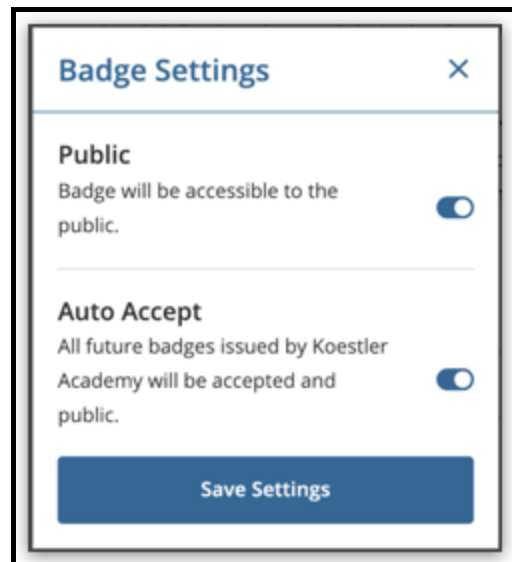 Badge Settings
Public
Badge will be accessible to the
public.
Auto Accept
All future badges issued by Koestler
Academy will be accepted and
public.
Save Settings